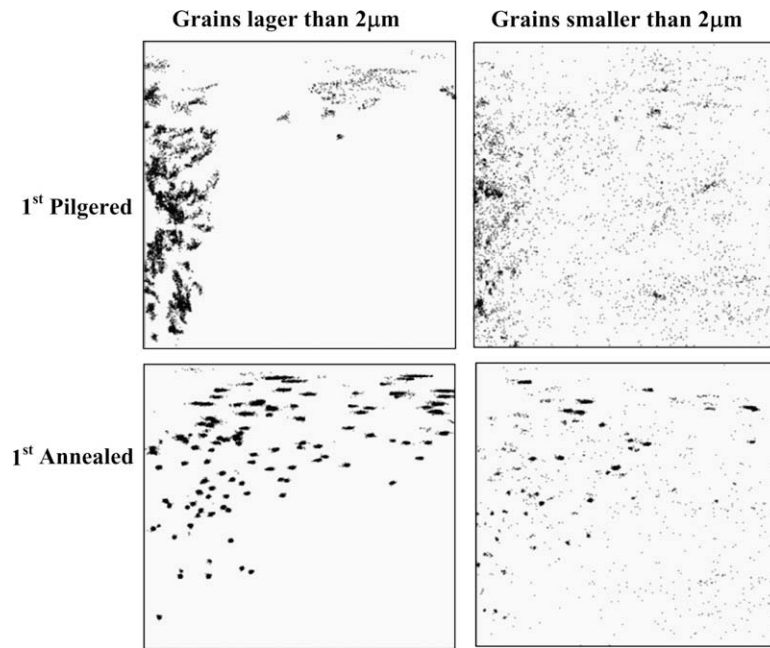 Grains lager than 2μm
Grains smaller than 2μm
1st Pilgered
1st Annealed